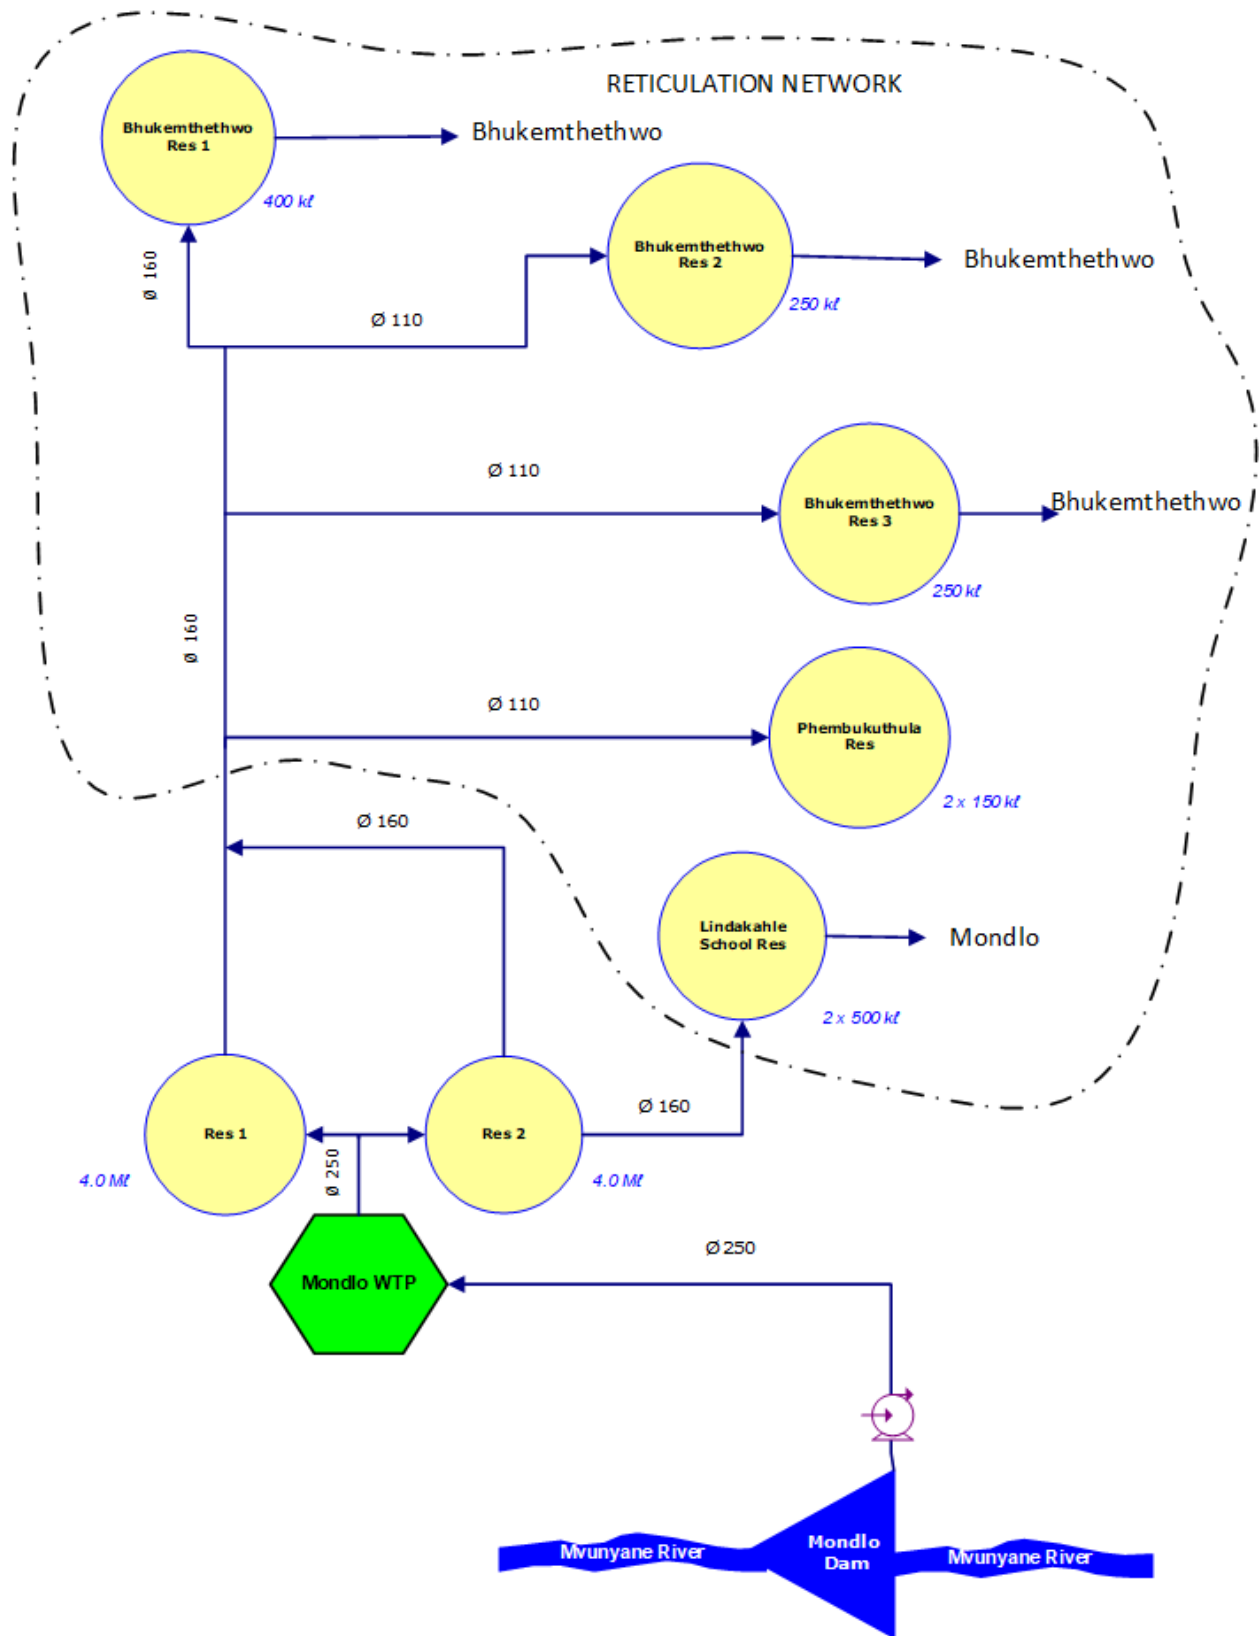 RETICULATION NETWORK
Bhukemthethwo
Res 1
Bhukemthethwo
400 kℓ
Bhukemthethwo
Res 2
Bhukemthethwo
250 kℓ
Ø 160
Ø 110
Ø 110
Bhukemthethwo
Res 3
Bhukemthethwo
250 kℓ
Ø 160
Ø 110
Phembukuthula
Res
2 x 150 kℓ
Ø 160
Lindakahle
School Res
Mondlo
2 x 500 kℓ
Ø 160
Res 1
Res 2
4.0 Mℓ
Ø 250
4.0 Mℓ
Mondlo WTP
Ø 250
Mvunyane River
Mondlo
Dam
Mvunyane River